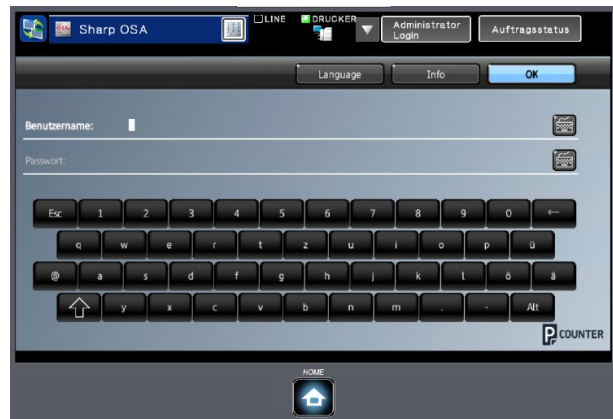 Sharp OSA LINE DRUCKER Administrator Login Auftragsstatus
Language Info OK
Benutzername:
Passwort:
Esc 1 2 3 4 5 6 7 8 9 0 ←
q w e r t z u i o p ü
@ a s d f g h j k l ö ä
y x c v b n m . - Alt
P COUNTER
HOME